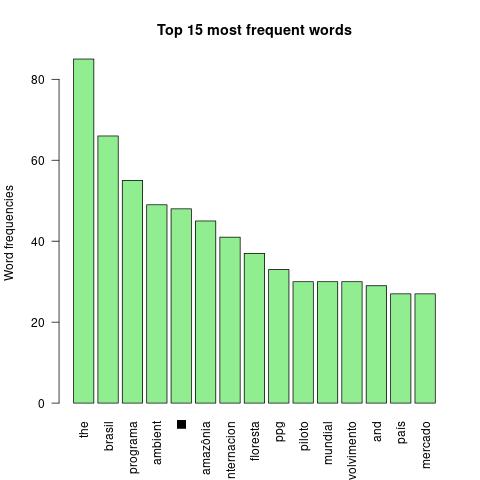 Top 15 most frequent words
Word frequencies
80
60
40
20
0
the
brasil
programa
ambient
■
amazônia
nternacion
floresta
ppg
piloto
mundial
volvimento
and
país
mercado